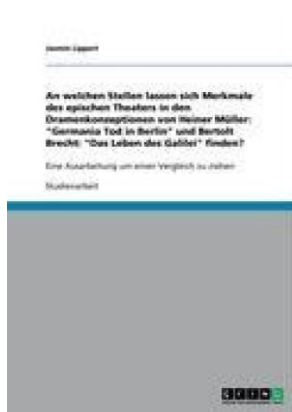 Jasmin Lippert
An welchen Stellen lassen sich Merkmale
des epischen Theaters in den
Dramenkonzeptionen von Heiner Müller:
"Germania Tod in Berlin" und Bertolt
Brecht: "Das Leben des Galilei" finden?
Eine Ausarbeitung um einen Vergleich zu ziehen
Studienarbeit
GRIN